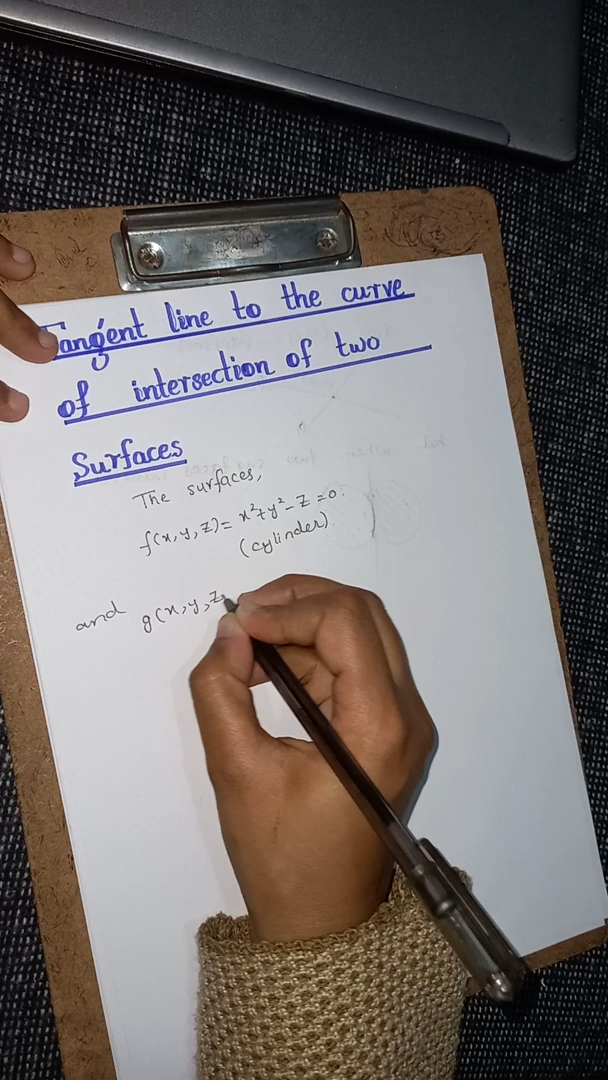 Tangent line to the curve
of intersection of two
Surfaces
The surfaces,
f(x, y, z) = x²+y²- z = 0.
(cylinder)
and g(x, y, z